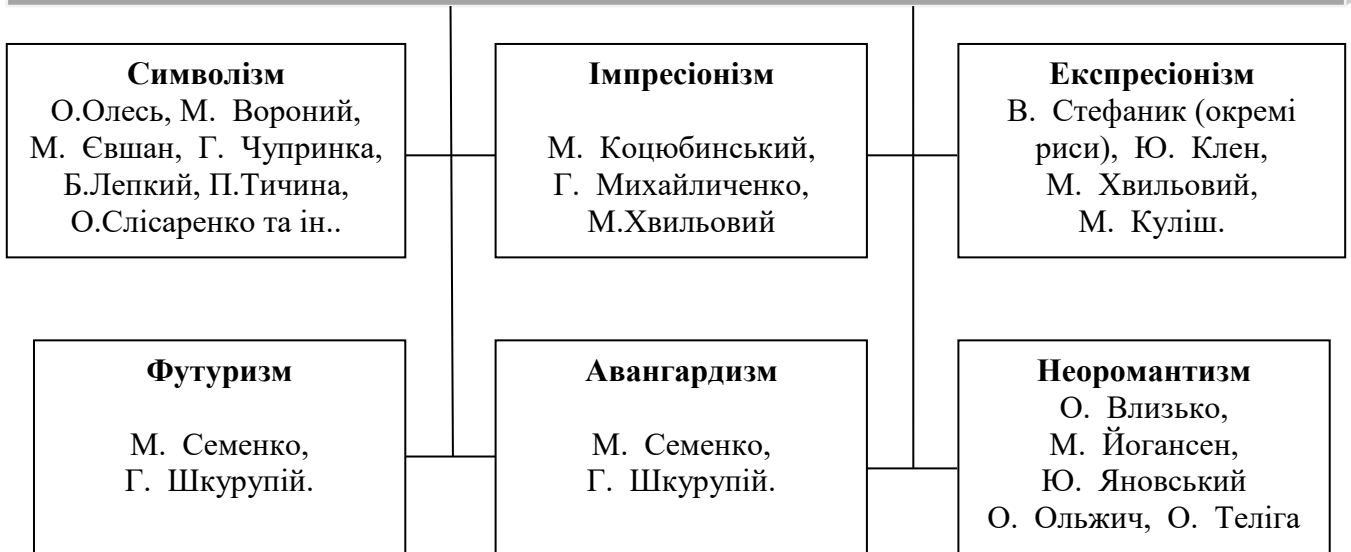 Символізм
О.Олесь, М. Вороний,
М. Євшан, Г. Чупринка,
Б.Лепкий, П.Тичина,
О.Слісаренко та ін..
Імпресіонізм
М. Коцюбинський,
Г. Михайличенко,
М.Хвильовий
Експресіонізм
В. Стефаник (окремі
риси), Ю. Клен,
М. Хвильовий,
М. Куліш.
Футуризм
М. Семенко,
Г. Шкурупій.
Авангардизм
М. Семенко,
Г. Шкурупій.
Неоромантизм
О. Влизько,
М. Йогансен,
Ю. Яновський
О. Ольжич, О. Теліга